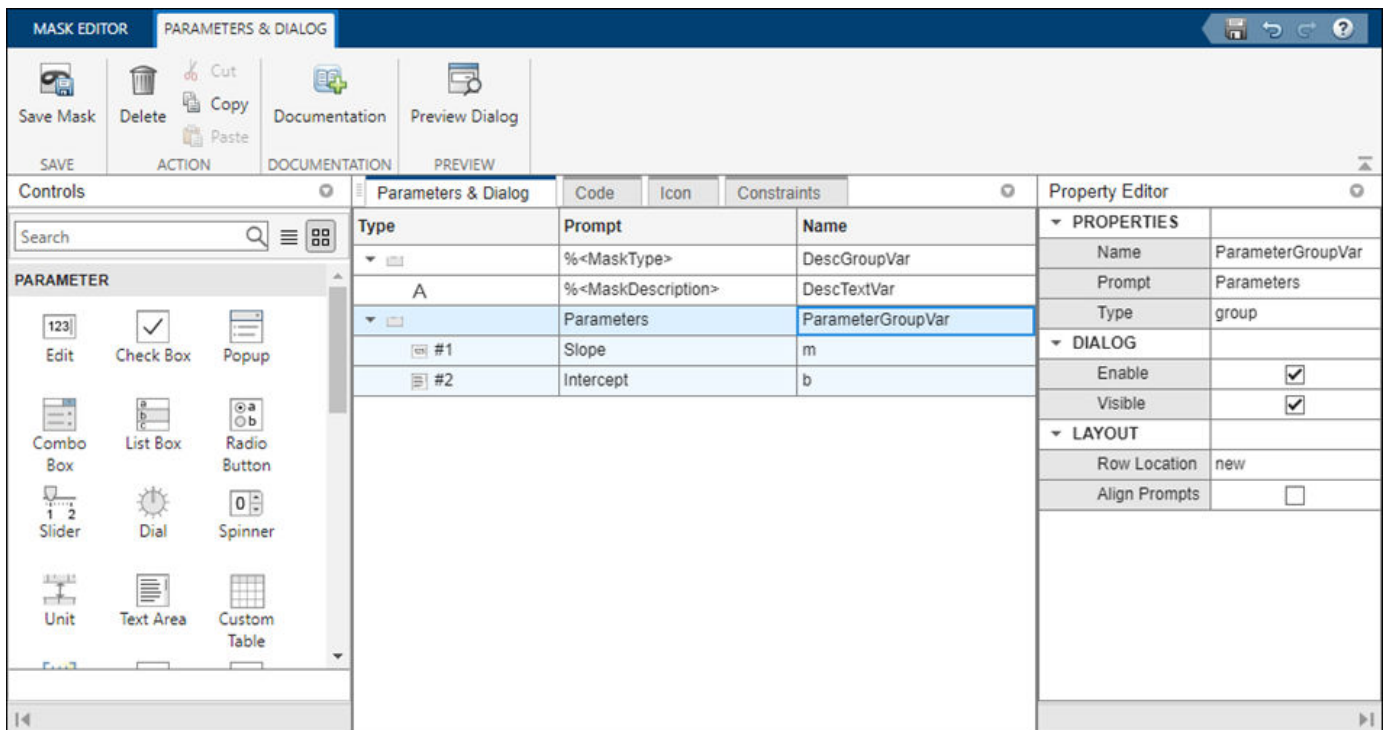 MASK EDITOR PARAMETERS & DIALOG
?
Save Mask Delete Cut Copy Paste Documentation Preview Dialog
SAVE ACTION DOCUMENTATION PREVIEW
Controls
Search
PARAMETER
123
Edit Check Box Popup
a b c
a b
Combo Box List Box Radio Button
1 2
0
Slider Dial Spinner
Unit Text Area Custom Table
Parameters & Dialog Code Icon Constraints
Type Prompt Name
%<MaskType> DescGroupVar
A %<MaskDescription> DescTextVar
Parameters ParameterGroupVar
#1 Slope m
#2 Intercept b
Property Editor
PROPERTIES
Name ParameterGroupVar
Prompt Parameters
Type group
DIALOG
Enable
Visible
LAYOUT
Row Location new
Align Prompts